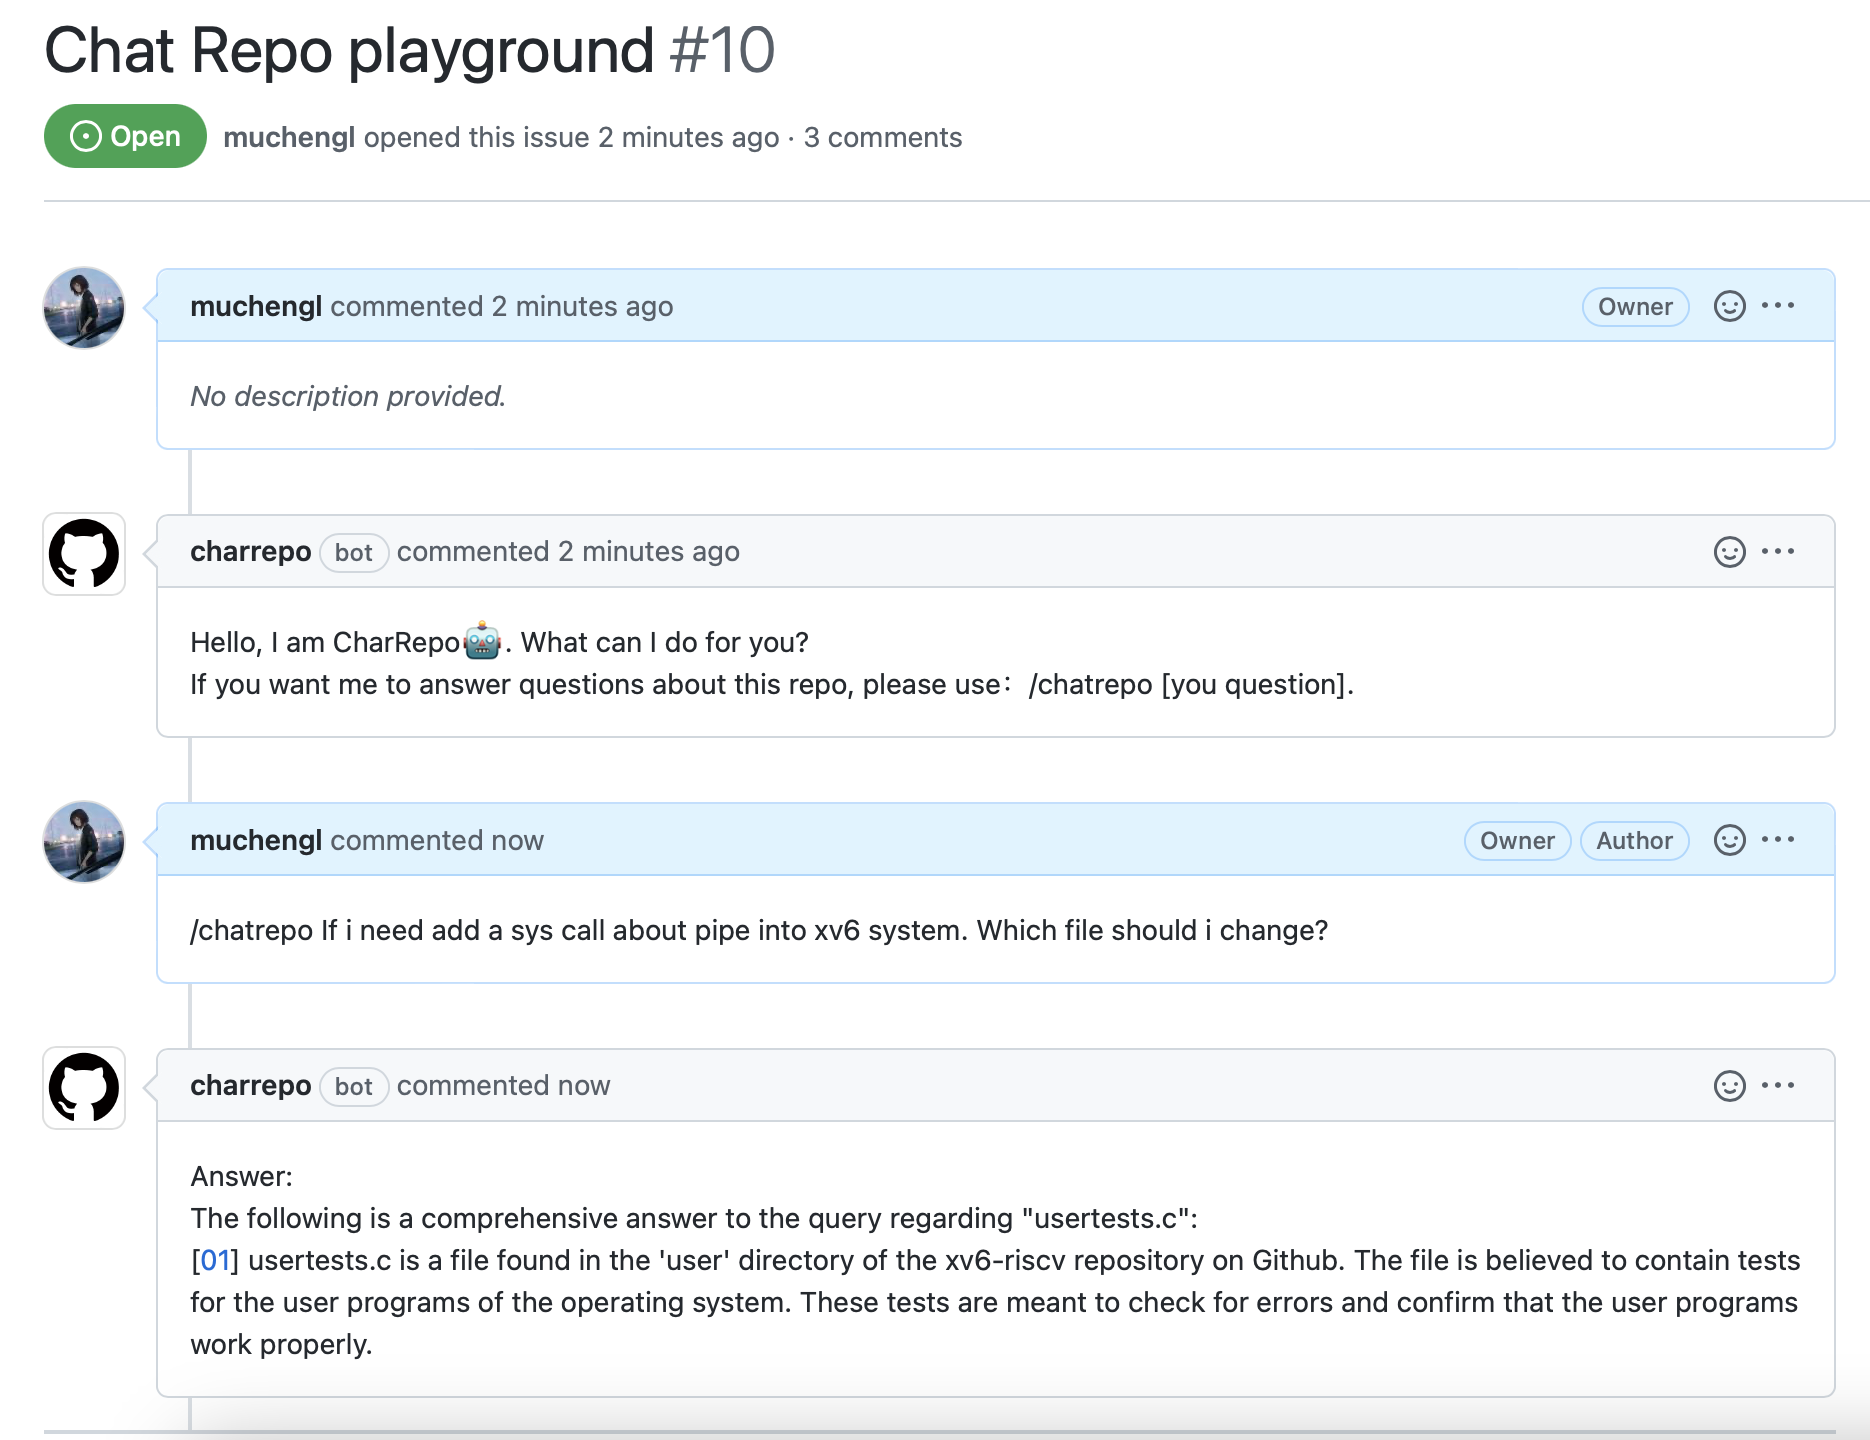 Chat Repo playground #10
Open muchengl opened this issue 2 minutes ago · 3 comments
muchengl commented 2 minutes ago Owner
No description provided.
charrepo bot commented 2 minutes ago
Hello, I am CharRepo🤖. What can I do for you?
If you want me to answer questions about this repo, please use：/chatrepo [you question].
muchengl commented now Owner Author
/chatrepo If i need add a sys call about pipe into xv6 system. Which file should i change?
charrepo bot commented now
Answer:
The following is a comprehensive answer to the query regarding "usertests.c":
[01] usertests.c is a file found in the 'user' directory of the xv6-riscv repository on Github. The file is believed to contain tests
for the user programs of the operating system. These tests are meant to check for errors and confirm that the user programs
work properly.